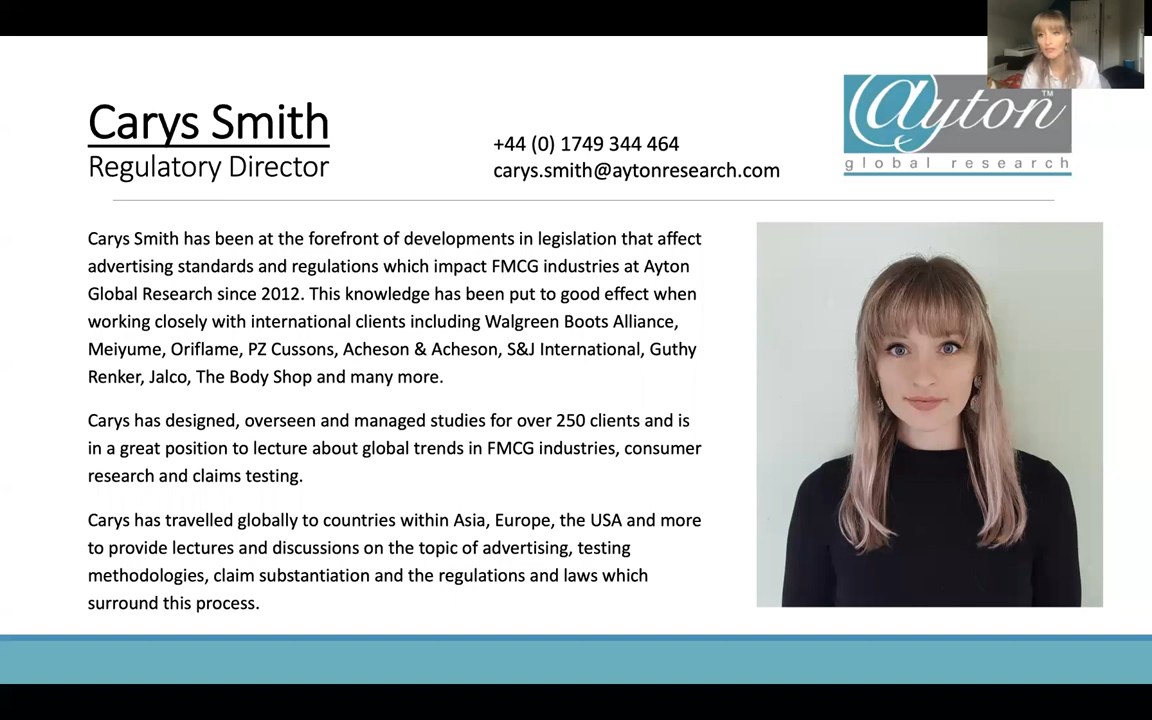 Carys Smith
Regulatory Director
+44 (0) 1749 344 464
carys.smith@aytonresearch.com
ayton™
global research
Carys Smith has been at the forefront of developments in legislation that affect
advertising standards and regulations which impact FMCG industries at Ayton
Global Research since 2012. This knowledge has been put to good effect when
working closely with international clients including Walgreen Boots Alliance,
Meiyume, Oriflame, PZ Cussons, Acheson & Acheson, S&J International, Guthy
Renker, Jalco, The Body Shop and many more.
Carys has designed, overseen and managed studies for over 250 clients and is
in a great position to lecture about global trends in FMCG industries, consumer
research and claims testing.
Carys has travelled globally to countries within Asia, Europe, the USA and more
to provide lectures and discussions on the topic of advertising, testing
methodologies, claim substantiation and the regulations and laws which
surround this process.